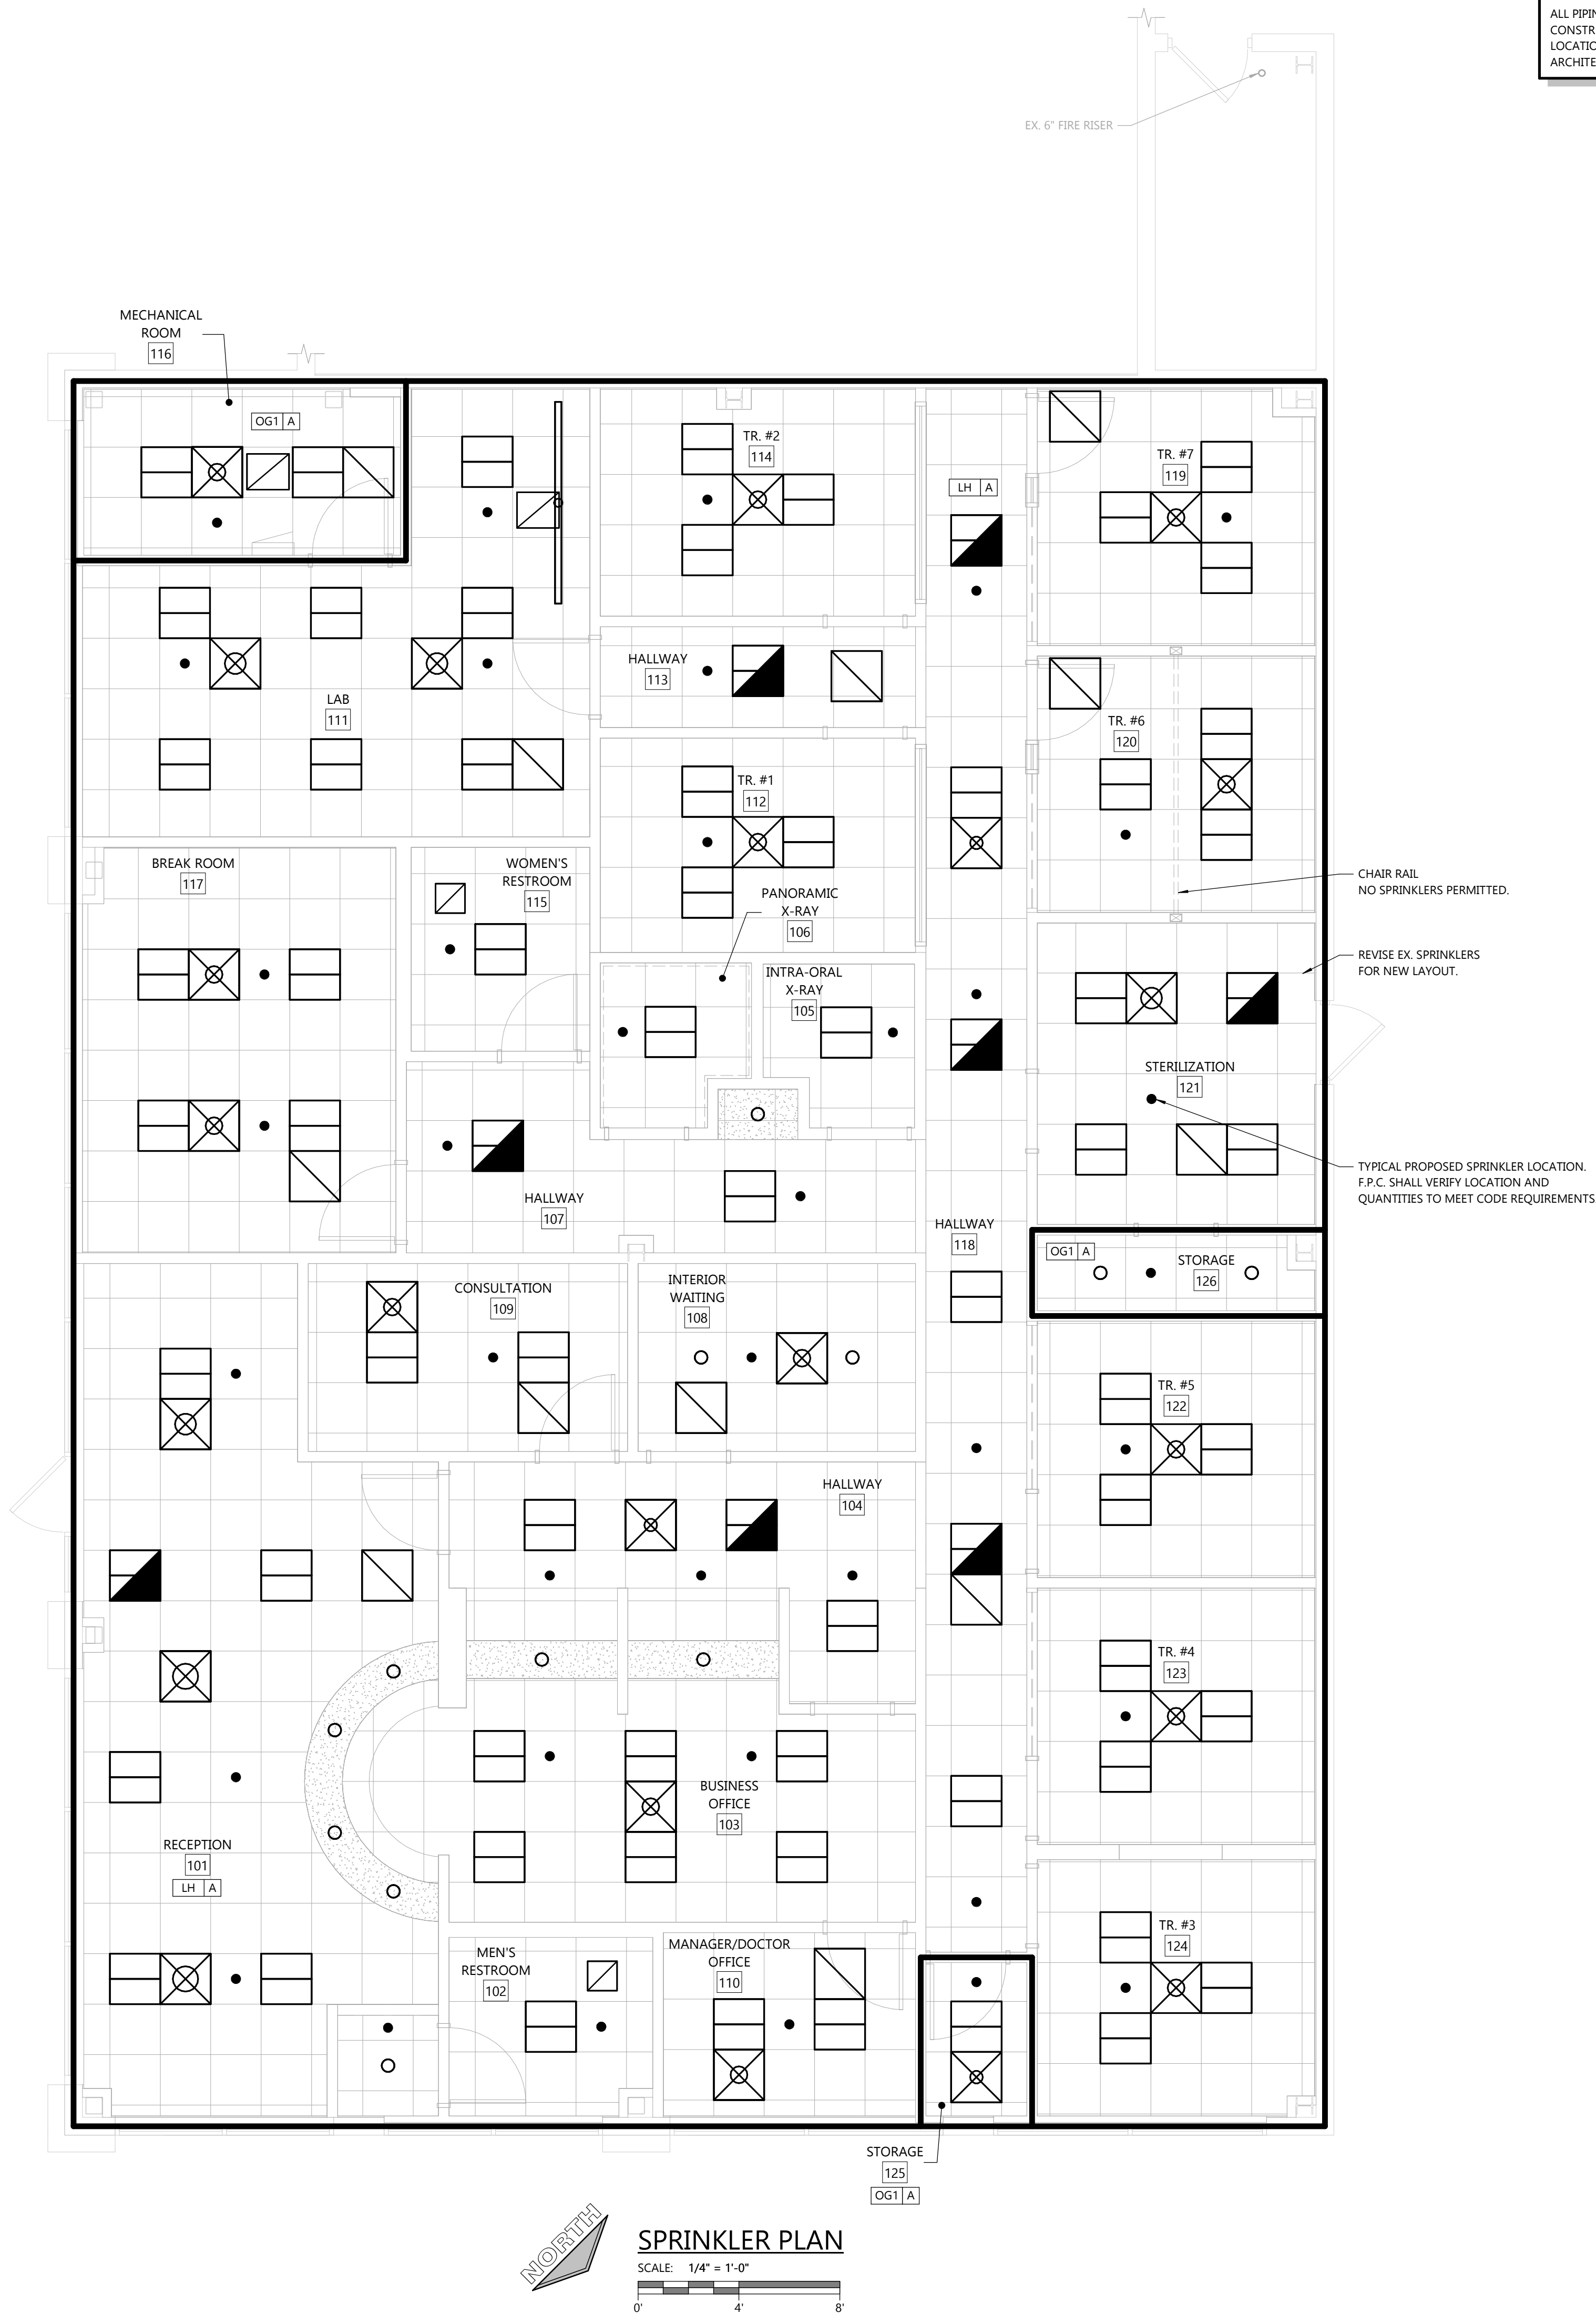 ALL PIPIN
CONSTR
LOCATIO
ARCHITE
EX. 6" FIRE RISER
MECHANICAL
ROOM
116
OG1 A
TR. #2
114
LH A
TR. #7
119
HALLWAY
113
LAB
111
TR. #6
120
TR. #1
112
BREAK ROOM
117
WOMEN'S
RESTROOM
115
PANORAMIC
X-RAY
106
CHAIR RAIL
NO SPRINKLERS PERMITTED.
REVISE EX. SPRINKLERS
FOR NEW LAYOUT.
INTRA-ORAL
X-RAY
105
STERILIZATION
121
TYPICAL PROPOSED SPRINKLER LOCATION.
F.P.C. SHALL VERIFY LOCATION AND
QUANTITIES TO MEET CODE REQUIREMENTS
HALLWAY
107
HALLWAY
118
OG1 A
STORAGE
126
CONSULTATION
109
INTERIOR
WAITING
108
TR. #5
122
HALLWAY
104
TR. #4
123
BUSINESS
OFFICE
103
RECEPTION
101
LH A
TR. #3
124
MEN'S
RESTROOM
102
MANAGER/DOCTOR
OFFICE
110
STORAGE
125
OG1 A
NORTH
SPRINKLER PLAN
SCALE: 1/4" = 1'-0"
0' 4' 8'